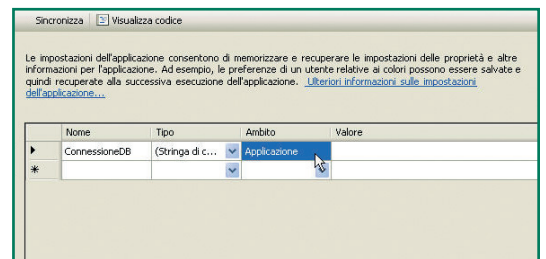 Sincronizza Visualizza codice
Le impostazioni dell'applicazione consentono di memorizzare e recuperare le impostazioni delle proprietà e altre
informazioni per l'applicazione. Ad esempio, le preferenze di un utente relative ai colori possono essere salvate e
quindi recuperate alla successiva esecuzione dell'applicazione. Ulteriori informazioni sulle impostazioni
dell'applicazione...
Nome Tipo Ambito Valore
ConnessioneDB (Stringa di c... Applicazione